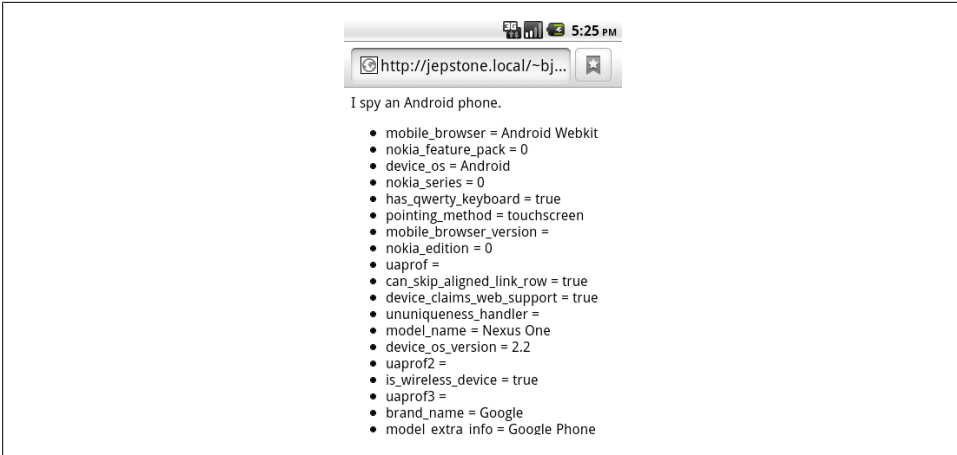 3G 5:25 PM
http://jepstone.local/~bj...
I spy an Android phone.
• mobile_browser = Android Webkit
• nokia_feature_pack = 0
• device_os = Android
• nokia_series = 0
• has_qwerty_keyboard = true
• pointing_method = touchscreen
• mobile_browser_version =
• nokia_edition = 0
• uaprof =
• can_skip_aligned_link_row = true
• device_claims_web_support = true
• ununiqueness_handler =
• model_name = Nexus One
• device_os_version = 2.2
• uaprof2 =
• is_wireless_device = true
• uaprof3 =
• brand_name = Google
• model_extra_info = Google Phone